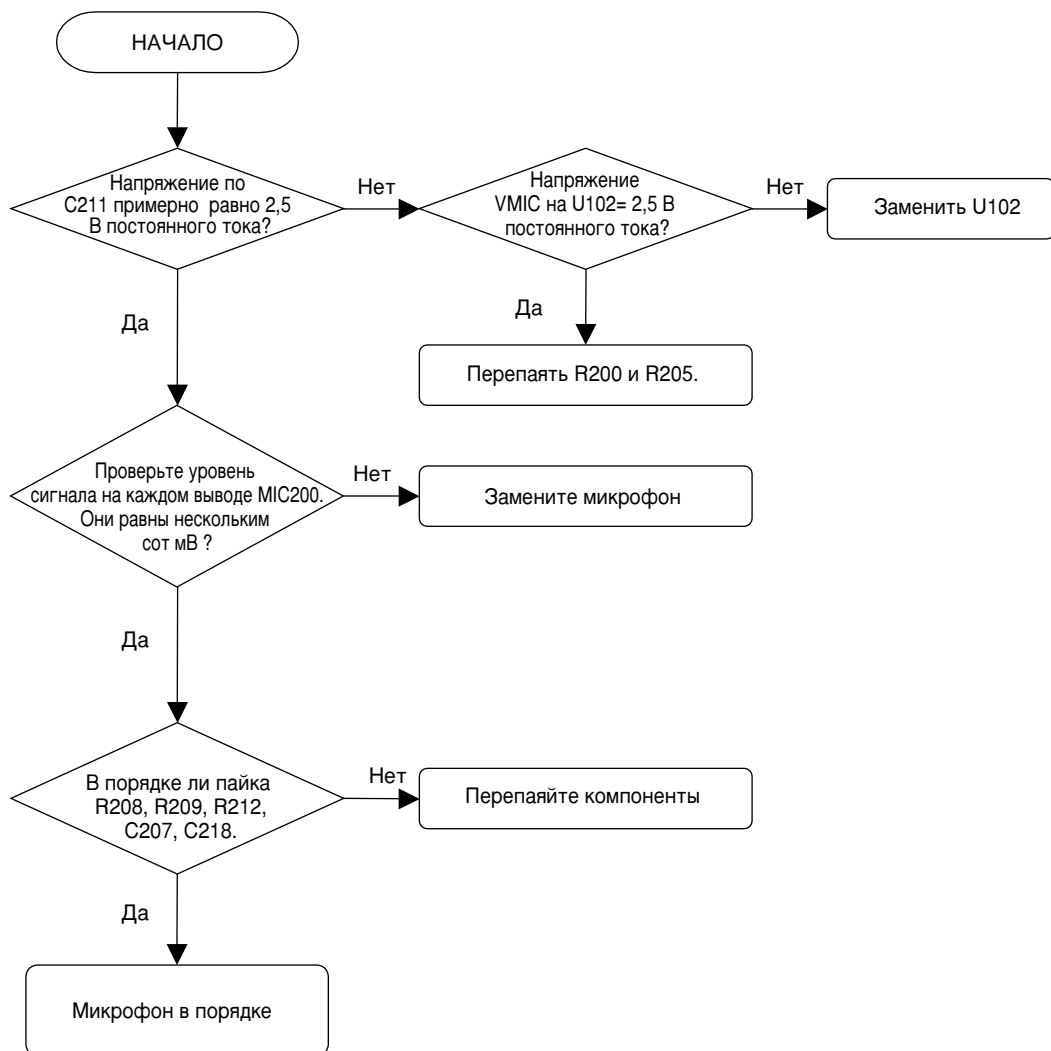 НАЧАЛО
Напряжение по
C211 примерно равно 2,5
В постоянного тока?
Нет
Напряжение
VMIC на U102= 2,5 В
постоянного тока?
Нет
Заменить U102
Да
Да
Перепаять R200 и R205.
Проверьте уровень
сигнала на каждом выводе MIC200.
Они равны нескольким
сот мВ ?
Нет
Замените микрофон
Да
В порядке ли пайка
R208, R209, R212,
C207, C218.
Нет
Перепаяйте компоненты
Да
Микрофон в порядке